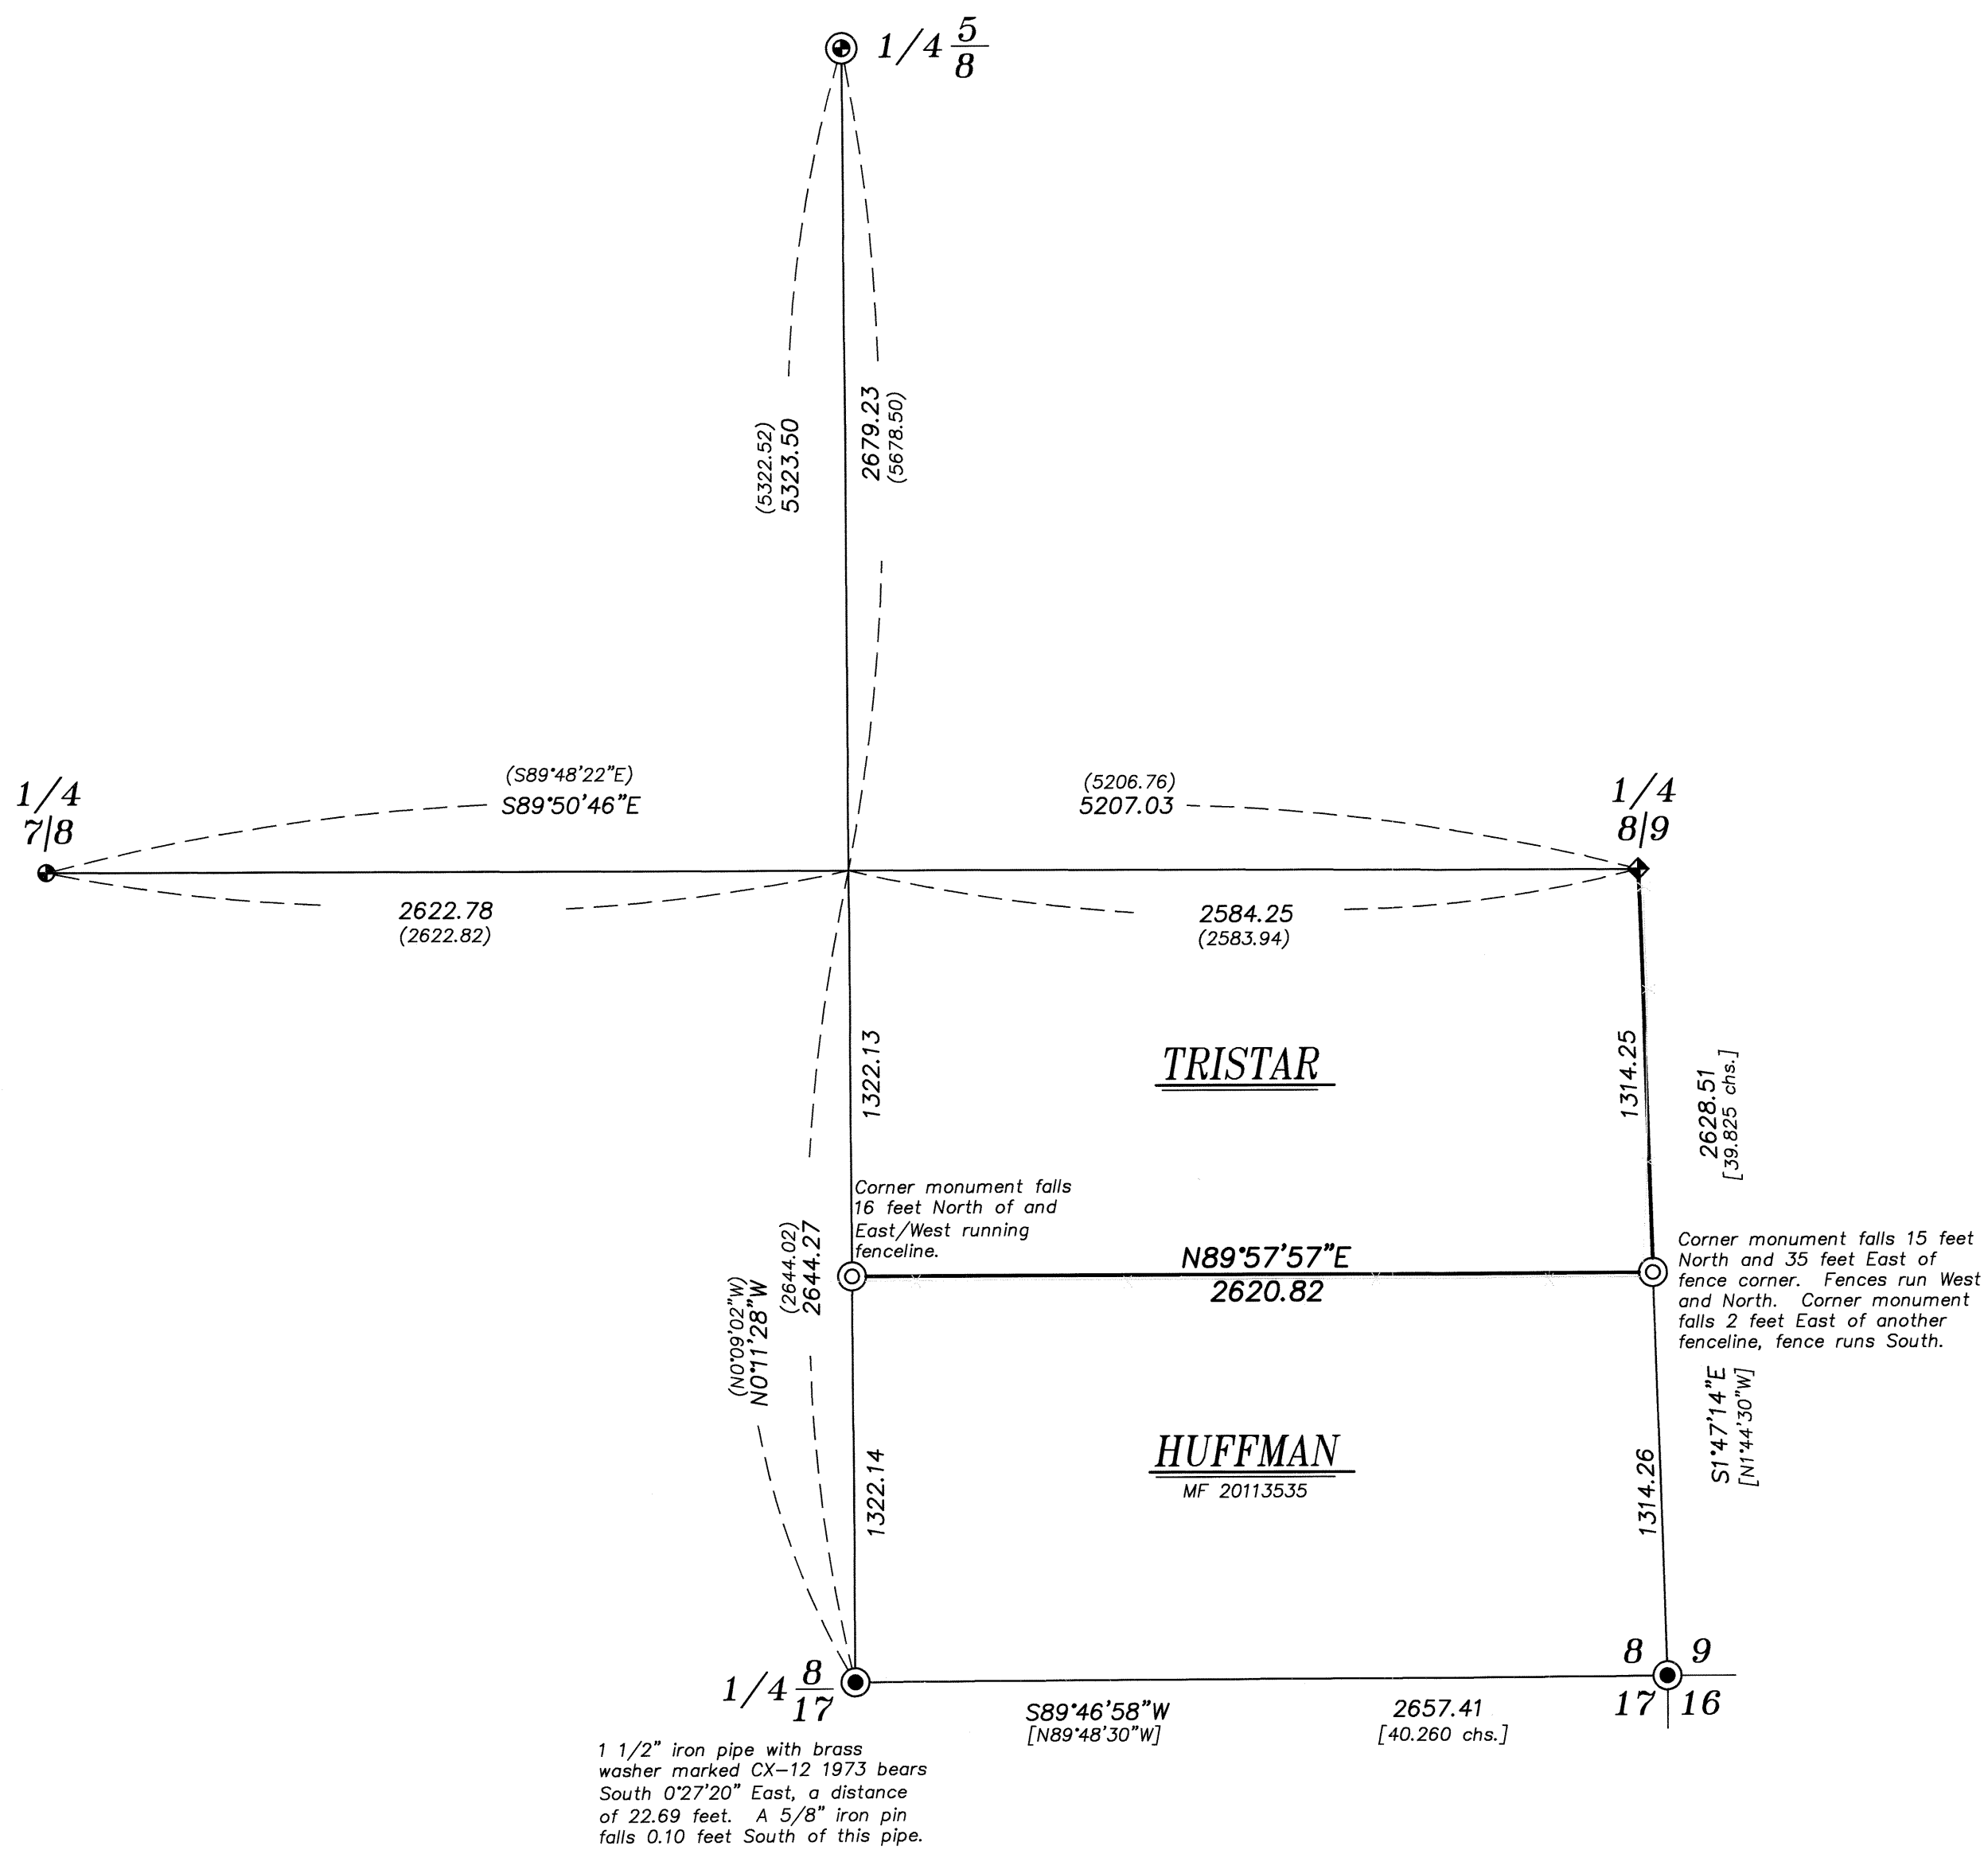 1/4 5/8
(5322.52)
5323.50
2679.23
(5678.50)
1/4
7|8
(S89°48'22"E)
S89°50'46"E
(5206.76)
5207.03
1/4
8|9
2622.78
(2622.82)
2584.25
(2583.94)
1322.13
TRISTAR
1314.25
2628.51
[39.825 chs.]
Corner monument falls
16 feet North of and
East/West running
fenceline.
(2644.02)
2644.27
(N0°09'02"W)
N0°11'28"W
N89°57'57"E
2620.82
Corner monument falls 15 feet
North and 35 feet East of
fence corner. Fences run West
and North. Corner monument
falls 2 feet East of another
fenceline, fence runs South.
S1°47'14"E
[N1°44'30"W]
1322.14
HUFFMAN
MF 20113535
1314.26
1/4 8/17
8 9
17 16
S89°46'58"W
[N89°48'30"W]
2657.41
[40.260 chs.]
1 1/2" iron pipe with brass
washer marked CX-12 1973 bears
South 0°27'20" East, a distance
of 22.69 feet. A 5/8" iron pin
falls 0.10 feet South of this pipe.